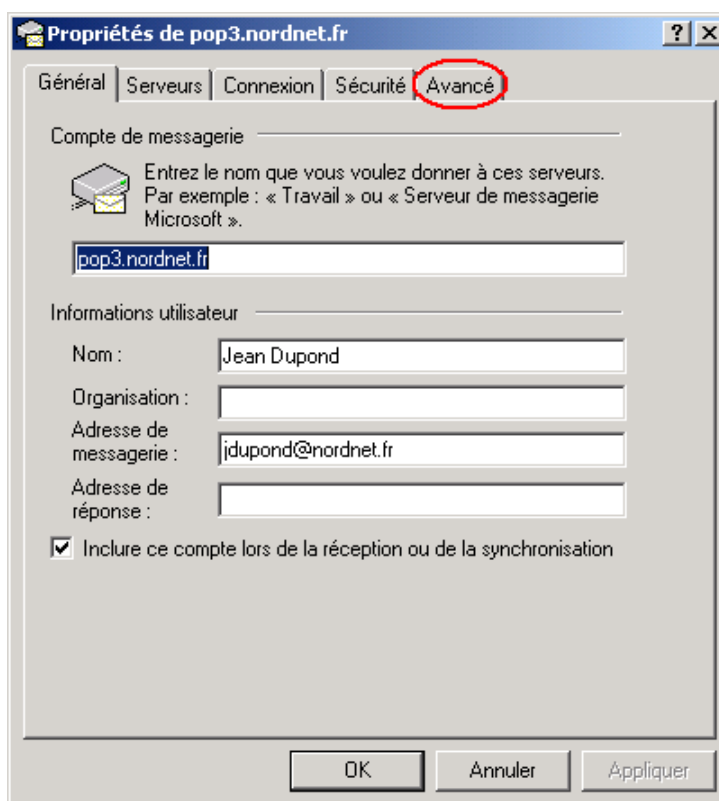 Propriétés de pop3.nordnet.fr
Général Serveurs Connexion Sécurité Avancé
Compte de messagerie
Entrez le nom que vous voulez donner à ces serveurs.
Par exemple : « Travail » ou « Serveur de messagerie
Microsoft ».
pop3.nordnet.fr
Informations utilisateur
Nom : Jean Dupond
Organisation :
Adresse de
messagerie : jdupond@nordnet.fr
Adresse de
réponse :
Inclure ce compte lors de la réception ou de la synchronisation
OK Annuler Appliquer